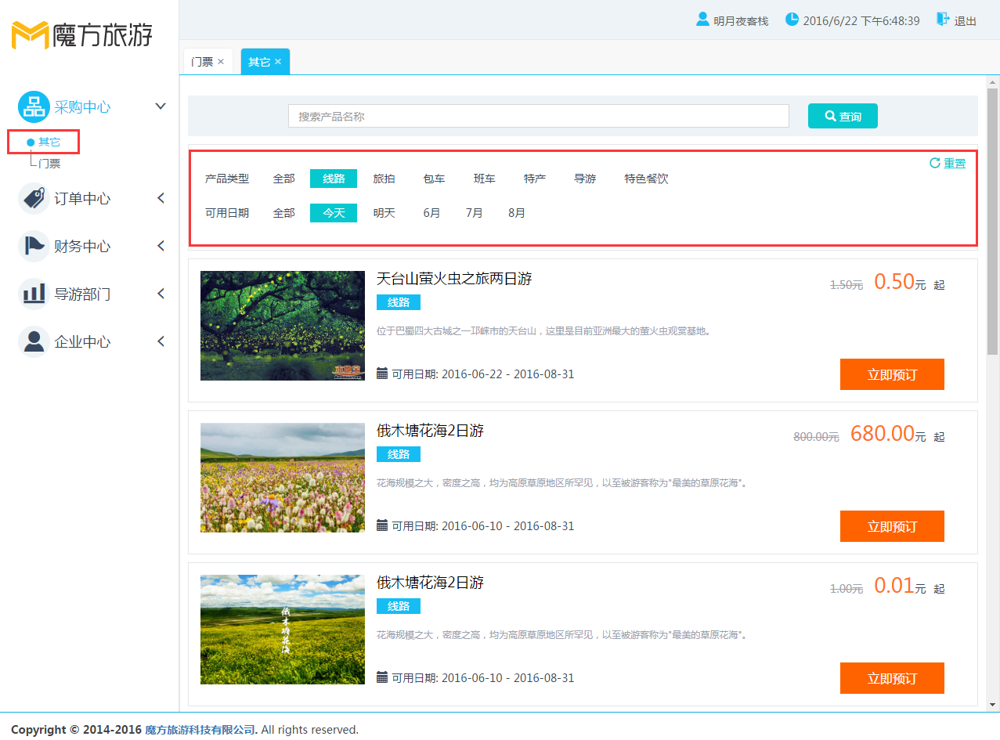 魔方旅游
明月夜客栈 2016/6/22 下午6:48:39 退出
门票 × 其它 ×
采购中心
其它
门票
订单中心
财务中心
导游部门
企业中心
搜索产品名称 查询
重置
产品类型 全部 线路 旅拍 包车 班车 特产 导游 特色餐饮
可用日期 全部 今天 明天 6月 7月 8月
天台山萤火虫之旅两日游 1.50元 0.50元 起
线路
位于巴蜀四大古城之一邛崃市的天台山，这里是目前亚洲最大的萤火虫观赏基地。
本地宝
可用日期: 2016-06-22 - 2016-08-31 立即预订
俄木塘花海2日游 800.00元 680.00元 起
线路
花海规模之大，密度之高，均为高原草原地区所罕见，以至被游客称为"最美的草原花海"。
可用日期: 2016-06-10 - 2016-08-31 立即预订
俄木塘花海2日游 1.00元 0.01元 起
线路
俄木塘花海
花海规模之大，密度之高，均为高原草原地区所罕见，以至被游客称为"最美的草原花海"。
可用日期: 2016-06-10 - 2016-08-31 立即预订
Copyright © 2014-2016 魔方旅游科技有限公司. All rights reserved.